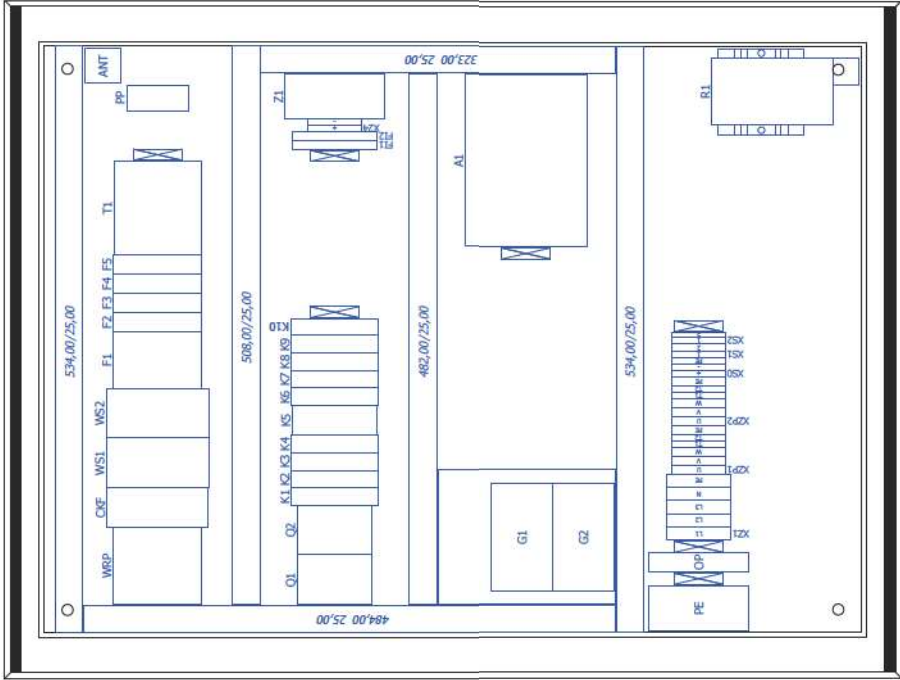 ANT
PP
T1
F5
F4
F3
F2
F1
WS2
WS1
CKF
WRP
534,00/25,00
508,00/25,00
323,00 25,00
Z1
XZ4
FI2
FI1
K10
K9
K8
K7
K6
K5
K4
K3
K2
K1
Q2
Q1
484,00 25,00
482,00/25,00
A1
G1
G2
534,00/25,00
R1
XS2
XS1
XS0
XZP2
XZP1
XZ1
OP
PE